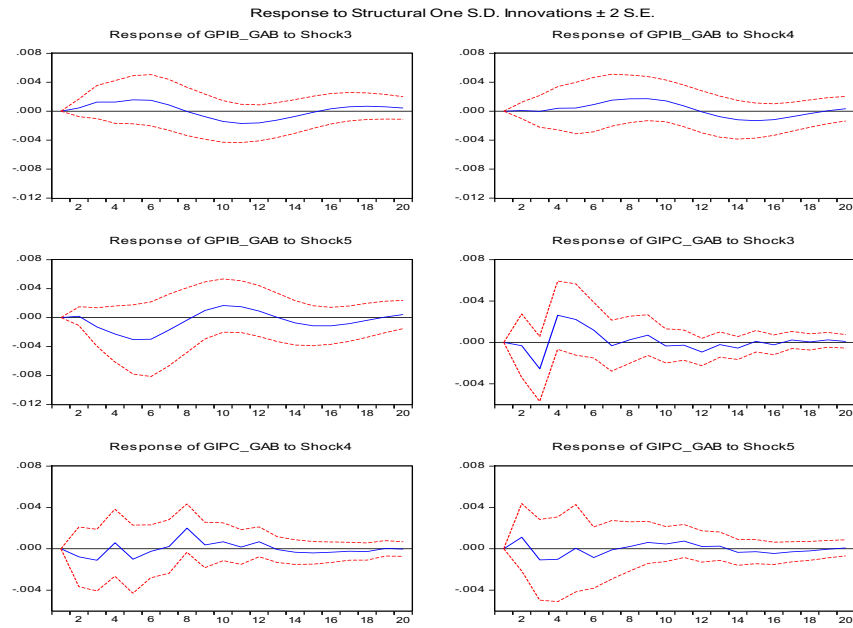 Response to Structural One S.D. Innovations ± 2 S.E.
Response of GPIB_GAB to Shock3
.008
.004
.000
-.004
-.008
-.012
2 4 6 8 10 12 14 16 18 20
Response of GPIB_GAB to Shock4
.008
.004
.000
-.004
-.008
-.012
2 4 6 8 10 12 14 16 18 20
Response of GPIB_GAB to Shock5
.008
.004
.000
-.004
-.008
-.012
2 4 6 8 10 12 14 16 18 20
Response of GIPC_GAB to Shock3
.008
.004
.000
-.004
2 4 6 8 10 12 14 16 18 20
Response of GIPC_GAB to Shock4
.008
.004
.000
-.004
2 4 6 8 10 12 14 16 18 20
Response of GIPC_GAB to Shock5
.008
.004
.000
-.004
2 4 6 8 10 12 14 16 18 20